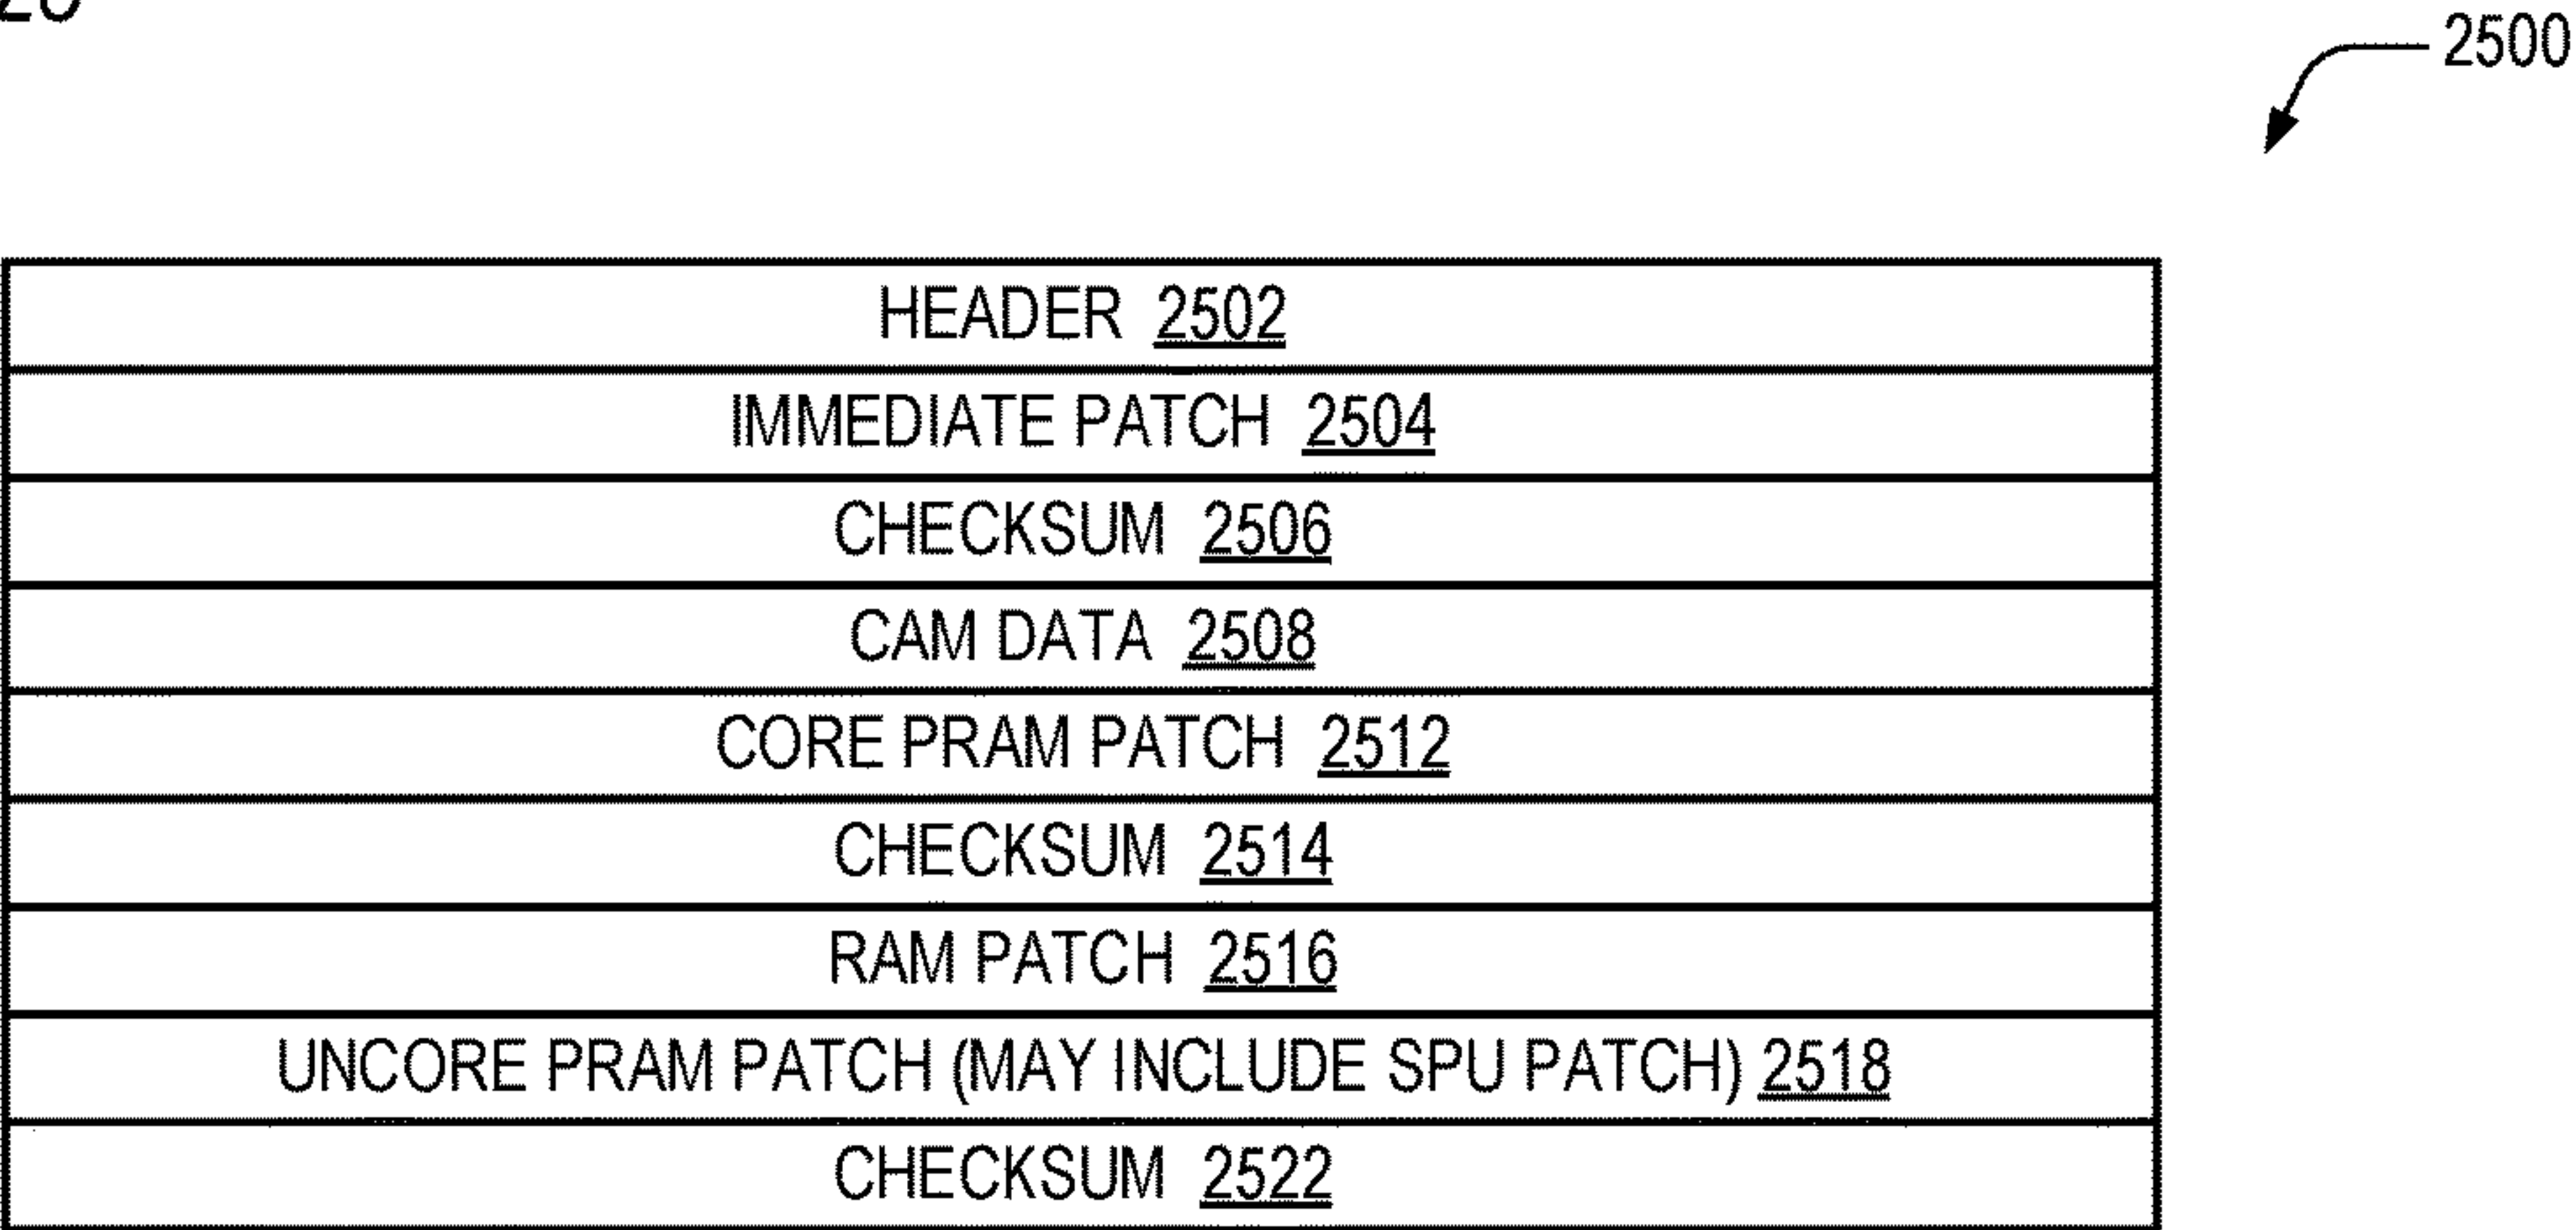 2500
HEADER 2502
IMMEDIATE PATCH 2504
CHECKSUM 2506
CAM DATA 2508
CORE PRAM PATCH 2512
CHECKSUM 2514
RAM PATCH 2516
UNCORE PRAM PATCH (MAY INCLUDE SPU PATCH) 2518
CHECKSUM 2522